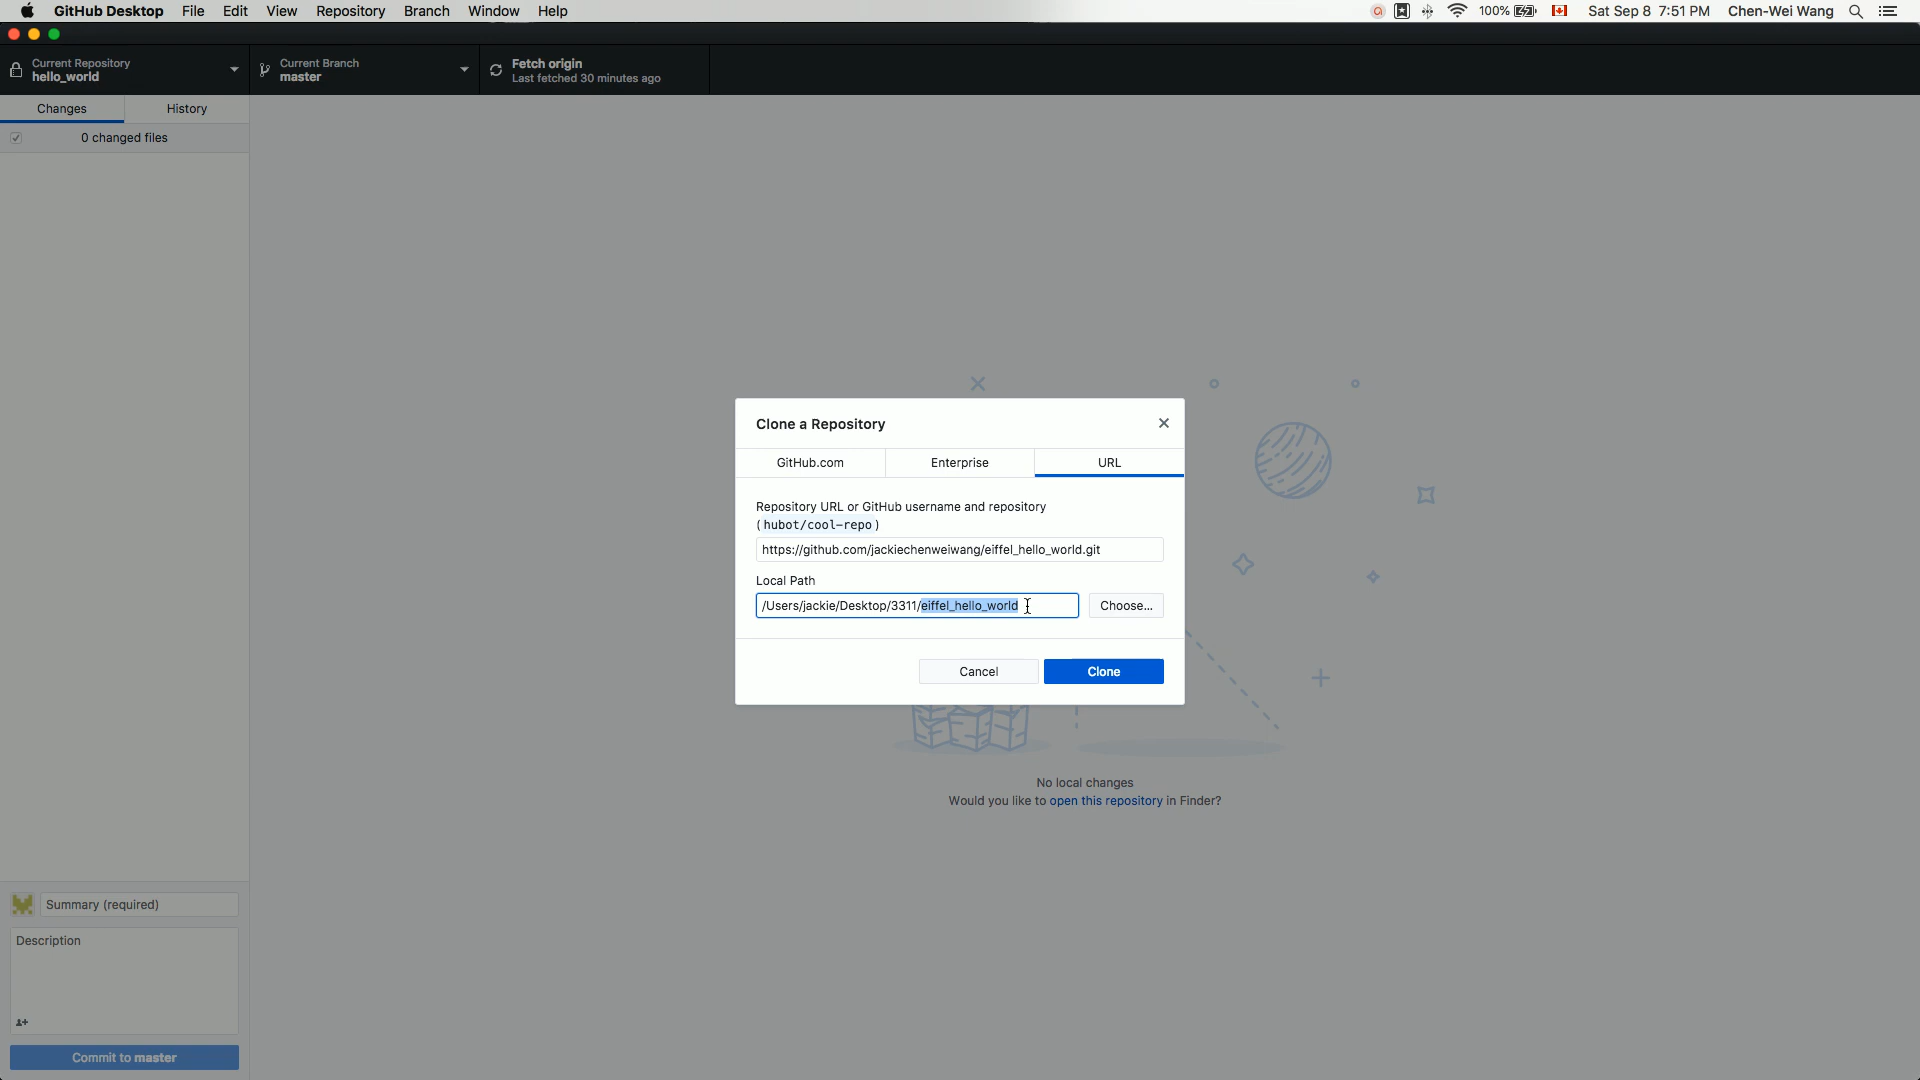 GitHub Desktop File Edit View Repository Branch Window Help 100% Sat Sep 8 7:51 PM Chen-Wei Wang
Current Repository
hello_world
Current Branch
master
Fetch origin
Last fetched 30 minutes ago
Changes History
0 changed files
Clone a Repository
GitHub.com Enterprise URL
Repository URL or GitHub username and repository
(hubot/cool-repo)
https://github.com/jackiechenweiwang/eiffel_hello_world.git
Local Path
/Users/jackie/Desktop/3311/eiffel_hello_world Choose...
Cancel Clone
No local changes
Would you like to open this repository in Finder?
Summary (required)
Description
Commit to master